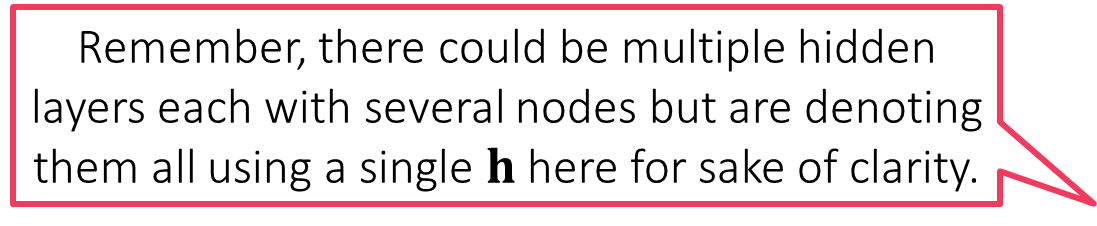 Remember, there could be multiple hidden
layers each with several nodes but are denoting
them all using a single h here for sake of clarity.